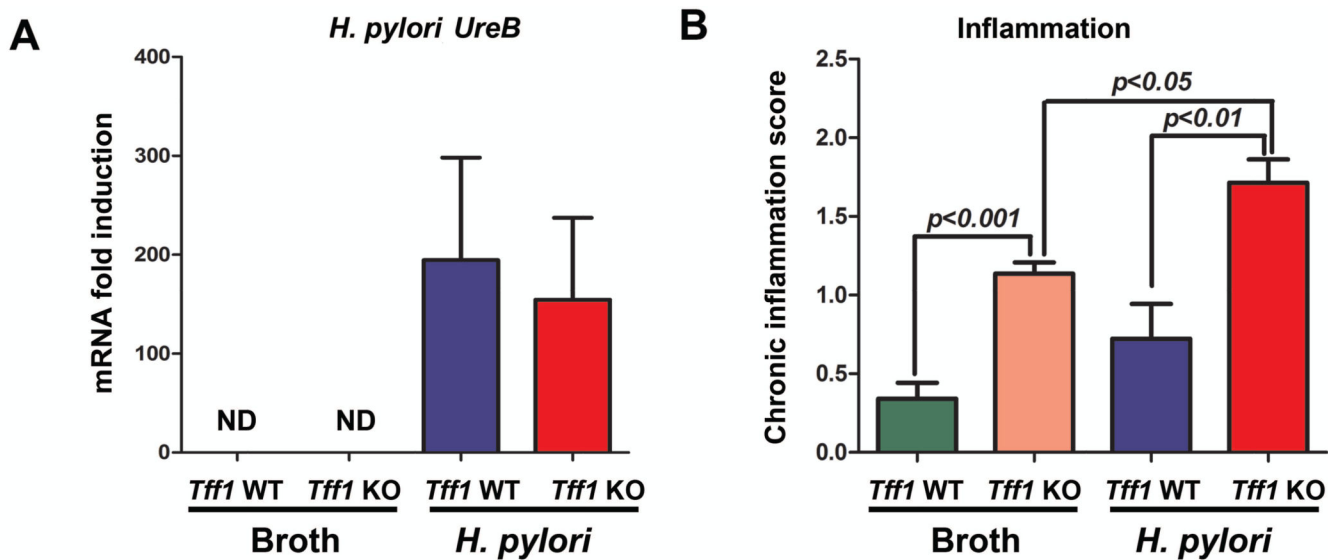 A
H. pylori UreB
mRNA fold induction
400
300
200
100
0
ND
ND
Tff1 WT
Tff1 KO
Tff1 WT
Tff1 KO
Broth
H. pylori
B
Inflammation
Chronic inflammation score
2.5
2.0
1.5
1.0
0.5
0.0
p<0.05
p<0.01
p<0.001
Tff1 WT
Tff1 KO
Tff1 WT
Tff1 KO
Broth
H. pylori